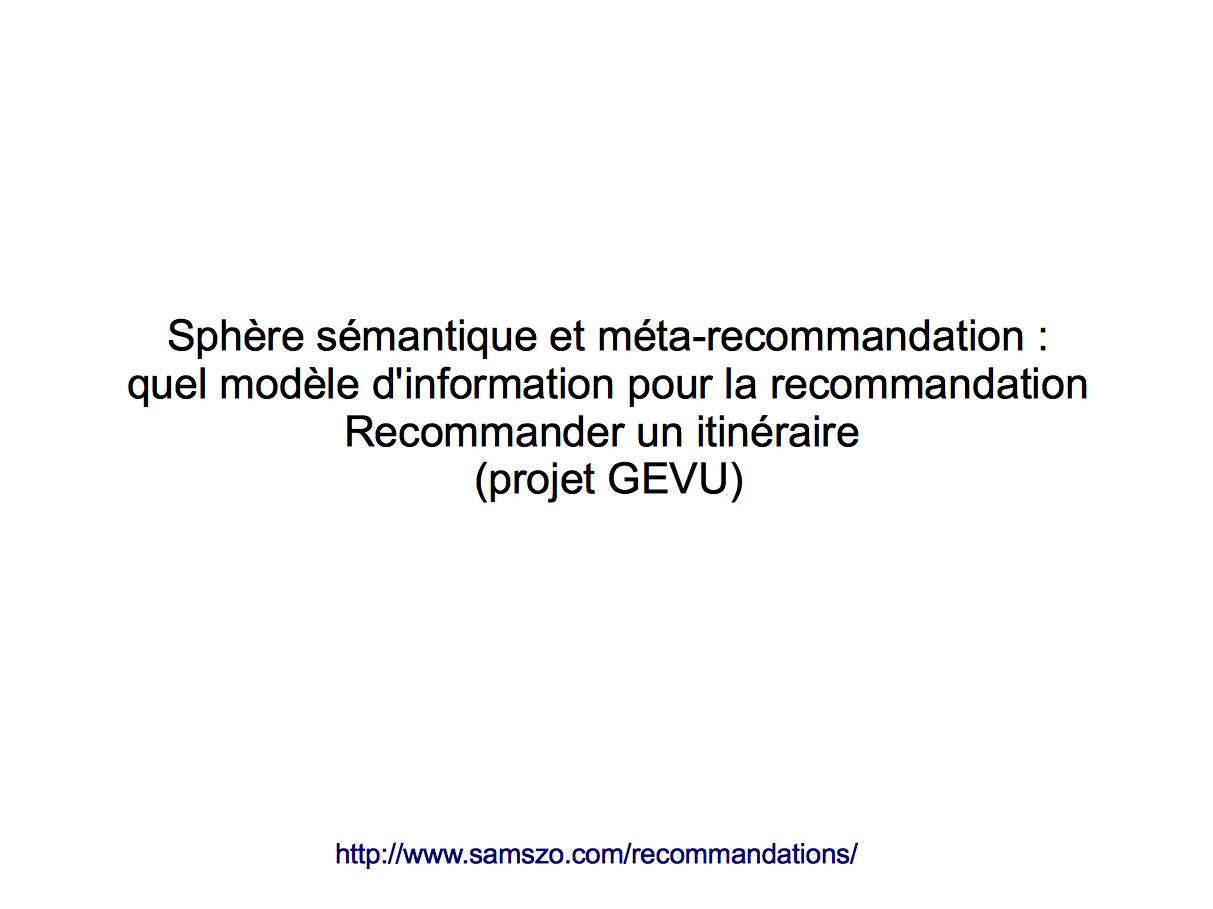 Sphère sémantique et méta-recommandation :
quel modèle d'information pour la recommandation
Recommander un itinéraire
(projet GEVU)
http://www.samszo.com/recommandations/